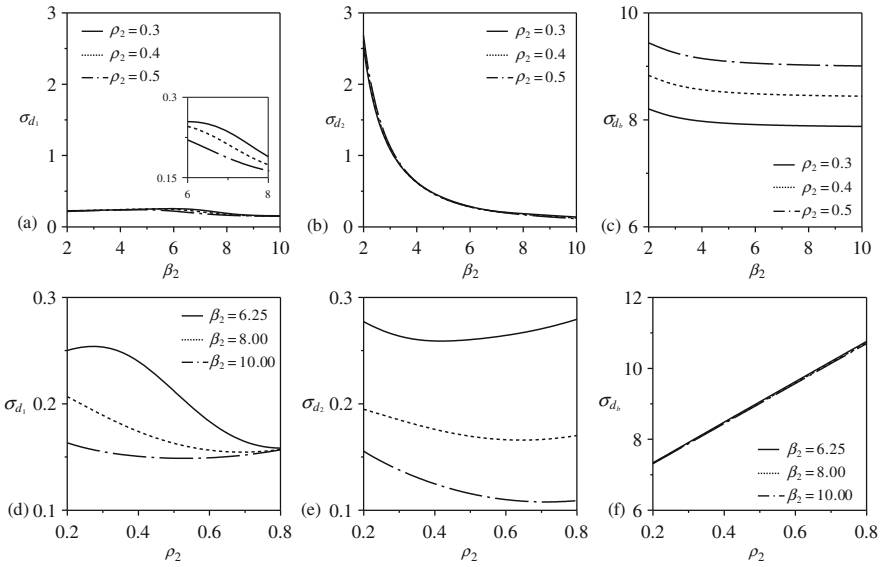 3
2
1
0
2 4 6 8 10
σd₁
β₂
(a)
ρ₂ = 0.3
ρ₂ = 0.4
ρ₂ = 0.5
0.3
0.15
6 8
3
2
1
0
2 4 6 8 10
σd₂
β₂
(b)
ρ₂ = 0.3
ρ₂ = 0.4
ρ₂ = 0.5
10
8
6
2 4 6 8 10
σd_b
β₂
(c)
ρ₂ = 0.3
ρ₂ = 0.4
ρ₂ = 0.5
0.3
0.2
0.1
0.2 0.4 0.6 0.8
σd₁
ρ₂
(d)
β₂ = 6.25
β₂ = 8.00
β₂ = 10.00
0.3
0.2
0.1
0.2 0.4 0.6 0.8
σd₂
ρ₂
(e)
12
10
8
6
0.2 0.4 0.6 0.8
σd_b
ρ₂
(f)
β₂ = 6.25
β₂ = 8.00
β₂ = 10.00